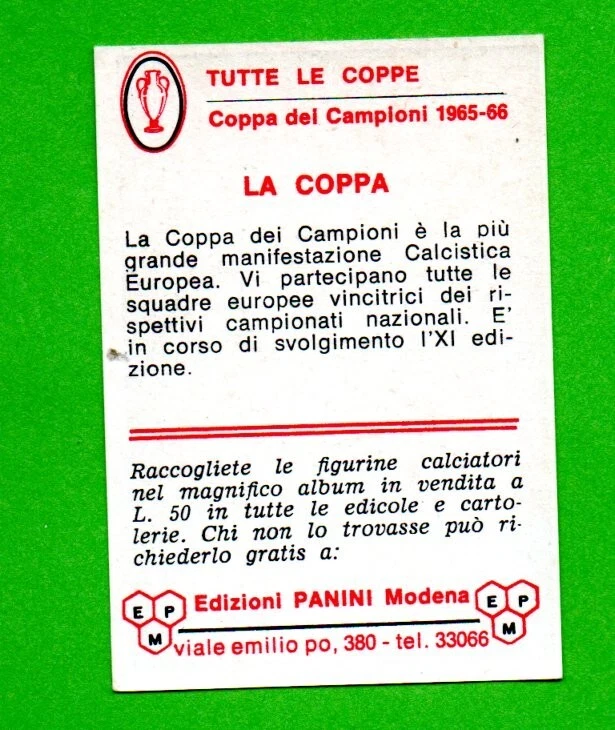 TUTTE LE COPPE
Coppa dei Campioni 1965-66
LA COPPA
La Coppa dei Campioni è la più
grande manifestazione Calcistica
Europea. Vi partecipano tutte le
squadre europee vincitrici dei ri-
spettivi campionati nazionali. E'
in corso di svolgimento l'XI edi-
zione.
Raccogliete le figurine calciatori
nel magnifico album in vendita a
L. 50 in tutte le edicole e carto-
lerie. Chi non lo trovasse può ri-
chiederlo gratis a:
E P M
Edizioni PANINI Modena
E P M
viale emilio po, 380 - tel. 33066